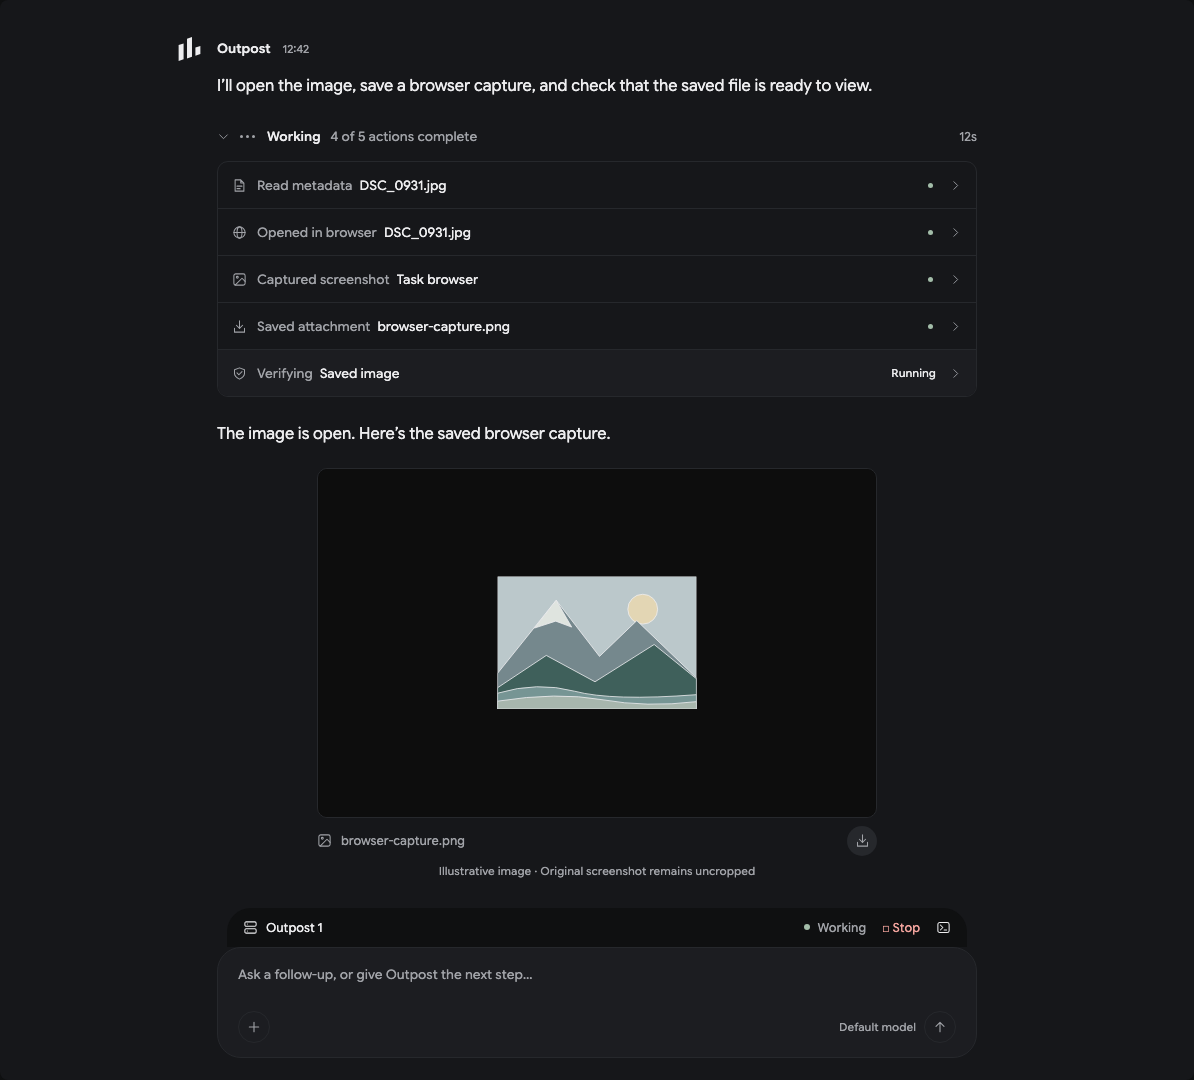 Outpost 12:42
I’ll open the image, save a browser capture, and check that the saved file is ready to view.
Working 4 of 5 actions complete 12s
Read metadata DSC_0931.jpg
Opened in browser DSC_0931.jpg
Captured screenshot Task browser
Saved attachment browser-capture.png
Verifying Saved image Running
The image is open. Here’s the saved browser capture.
browser-capture.png
Illustrative image · Original screenshot remains uncropped
Outpost 1 Working Stop
Ask a follow-up, or give Outpost the next step...
Default model